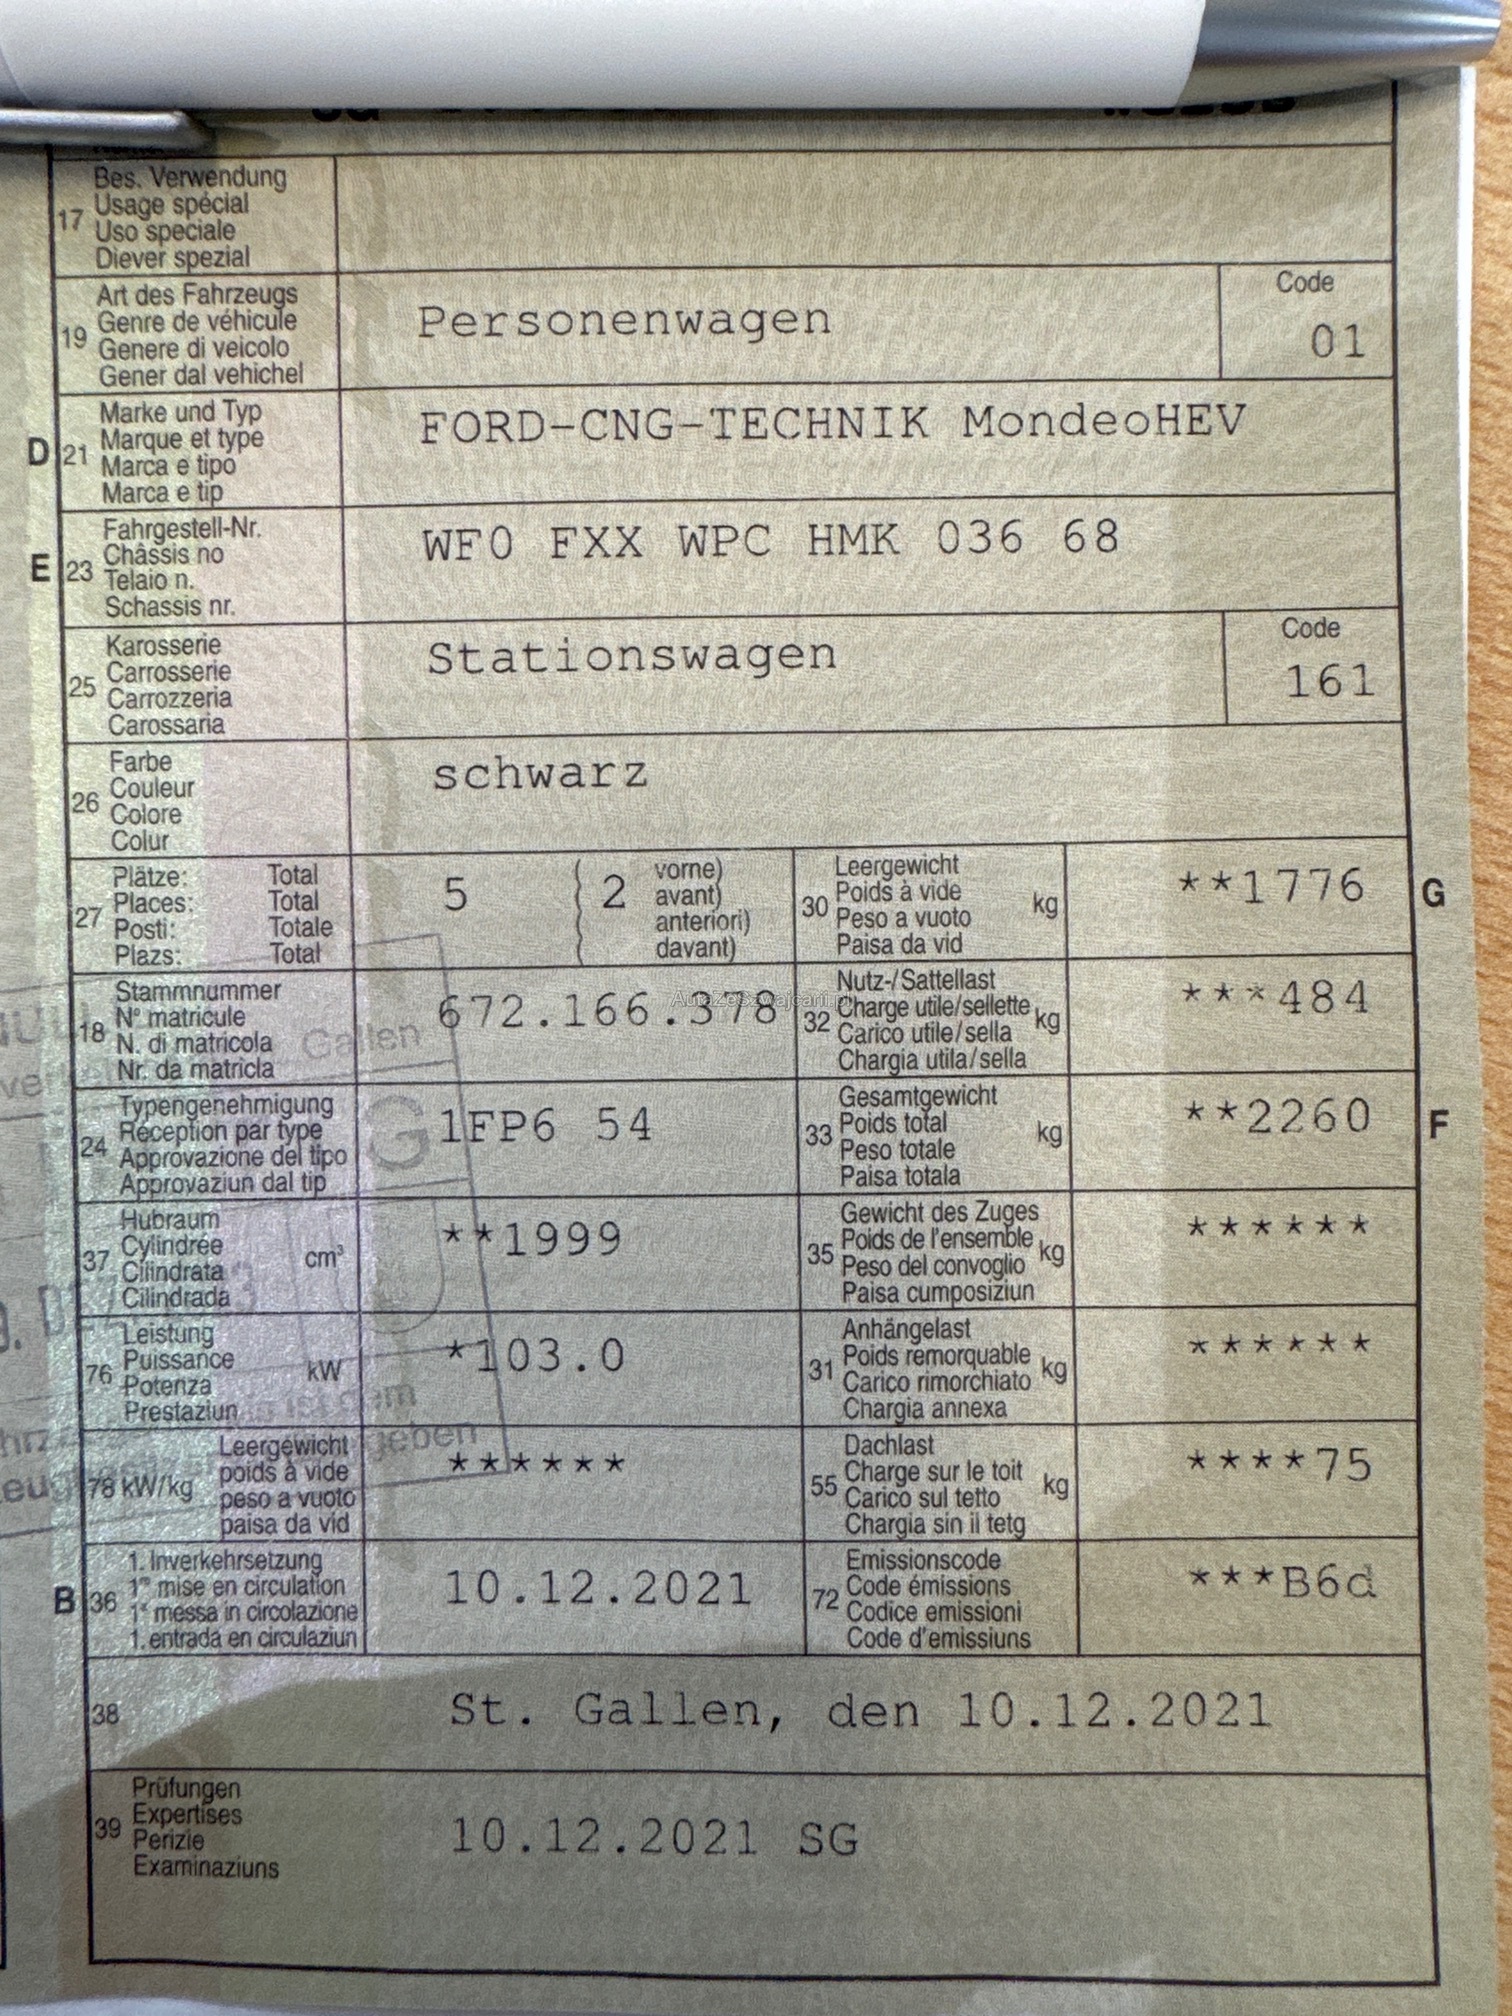 Bes. Verwendung
17 Usage spécial
Uso speciale
Diever spezial
Art des Fahrzeugs
19 Genre de véhicule
Genere di veicolo
Gener dal vehichel
Personenwagen
Code
01
Marke und Typ
D 21 Marque et type
Marca e tipo
Marca e tip
FORD-CNG-TECHNIK MondeoHEV
Fahrgestell-Nr.
E 23 Châssis no
Telaio n.
Schassis nr.
WF0 FXX WPC HMK 036 68
Karosserie
25 Carrosserie
Carrozzeria
Carossaria
Stationswagen
Code
161
Farbe
26 Couleur
Colore
Colur
schwarz
27 Plätze: Total
Places: Total
Posti: Totale
Plazs: Total
5 ( 2 vorne)
( avant)
( anteriori)
( davant)
Leergewicht
30 Poids à vide kg
Peso a vuoto
Paisa da vid
**1776 G
Stammnummer
18 N° matricule
N. di matricola
Nr. da matricla
672.166.378
AutaZeSzwajcarii.pl
Nutz-/Sattellast
32 Charge utile/sellette kg
Carico utile/sella
Chargia utila/sella
***484
Typengenehmigung
24 Réception par type
Approvazione del tipo
Approvaziun dal tip
1FP6 54
Gesamtgewicht
33 Poids total kg
Peso totale
Paisa totala
**2260 F
Hubraum
37 Cylindrée cm³
Cilindrata
Cilindrada
**1999
Gewicht des Zuges
35 Poids de l'ensemble kg
Peso del convoglio
Paisa cumposiziun
******
Leistung
76 Puissance kW
Potenza
Prestaziun
*103.0
Anhängelast
31 Poids remorquable kg
Carico rimorchiato
Chargia annexa
******
78 kW/kg Leergewicht
poids à vide
peso a vuoto
paisa da vid
******
Dachlast
55 Charge sur le toit kg
Carico sul tetto
Chargia sin il tetg
****75
1. Inverkehrsetzung
B 36 1re mise en circulation
1a messa in circolazione
1. entrada en circulaziun
10.12.2021
Emissionscode
72 Code émissions
Codice emissioni
Code d'emissiuns
***B6d
38 St. Gallen, den 10.12.2021
Prüfungen
39 Expertises
Perizie
Examinaziuns
10.12.2021 SG
Gallen
G
ist dem
geben